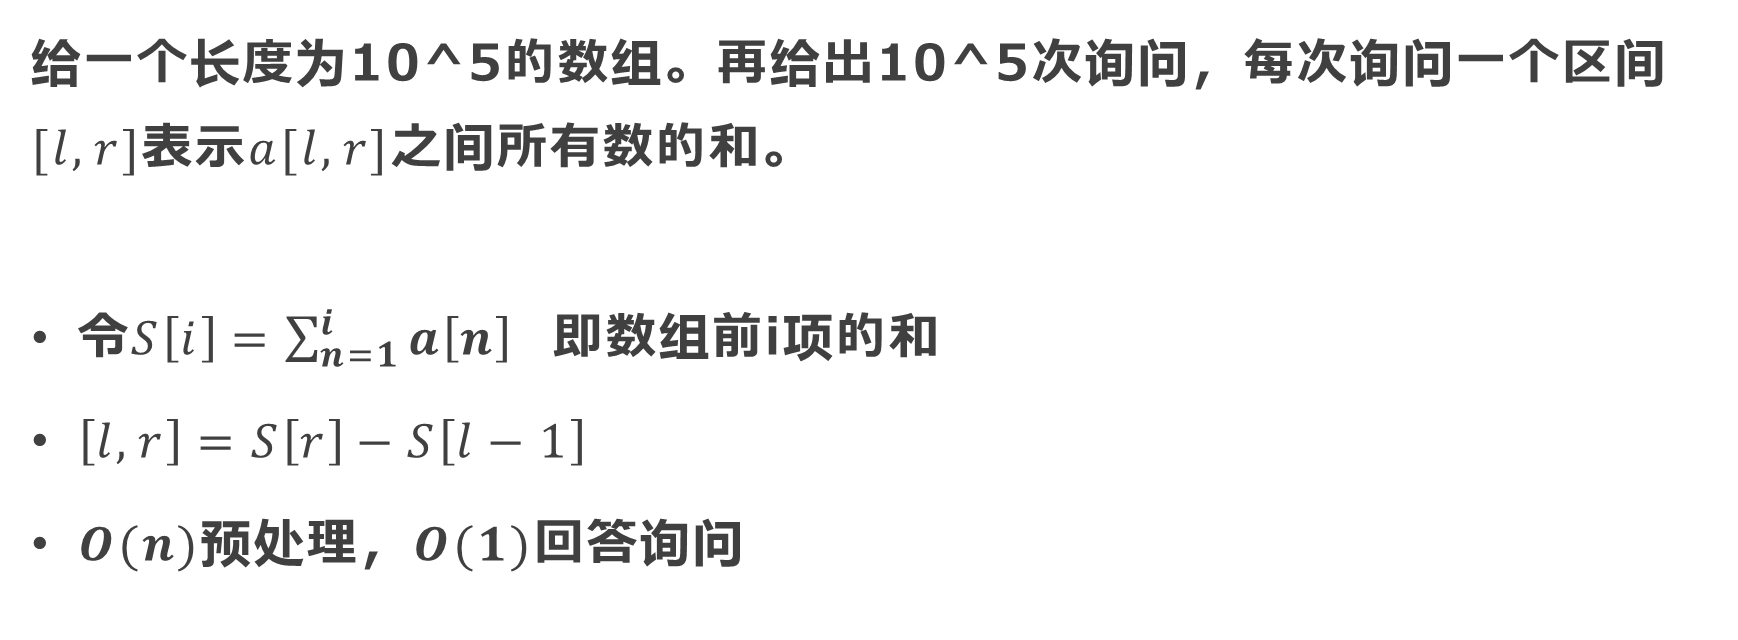 给一个长度为10^5的数组。再给出10^5次询问，每次询问一个区间
[l, r]表示a[l, r]之间所有数的和。
• 令S[i] = ∑ⁱₙ₌₁ a[n] 即数组前i项的和
• [l, r] = S[r] − S[l − 1]
• O(n)预处理，O(1)回答询问